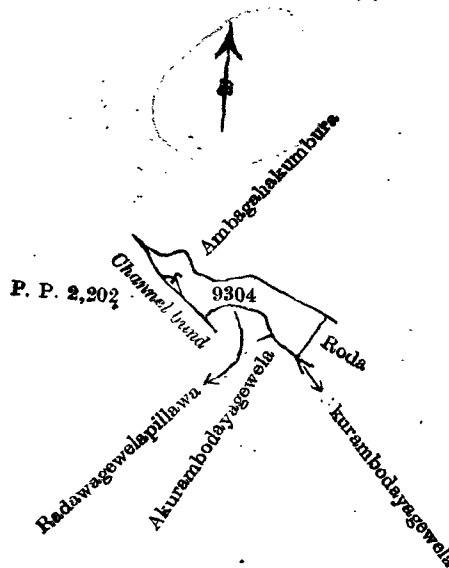 Ambagahakumbura
P. P. 2,202
Channel bund
9304
Roda
Radawagewelapillawa
Akurambodayagewela
kurambodayagewela